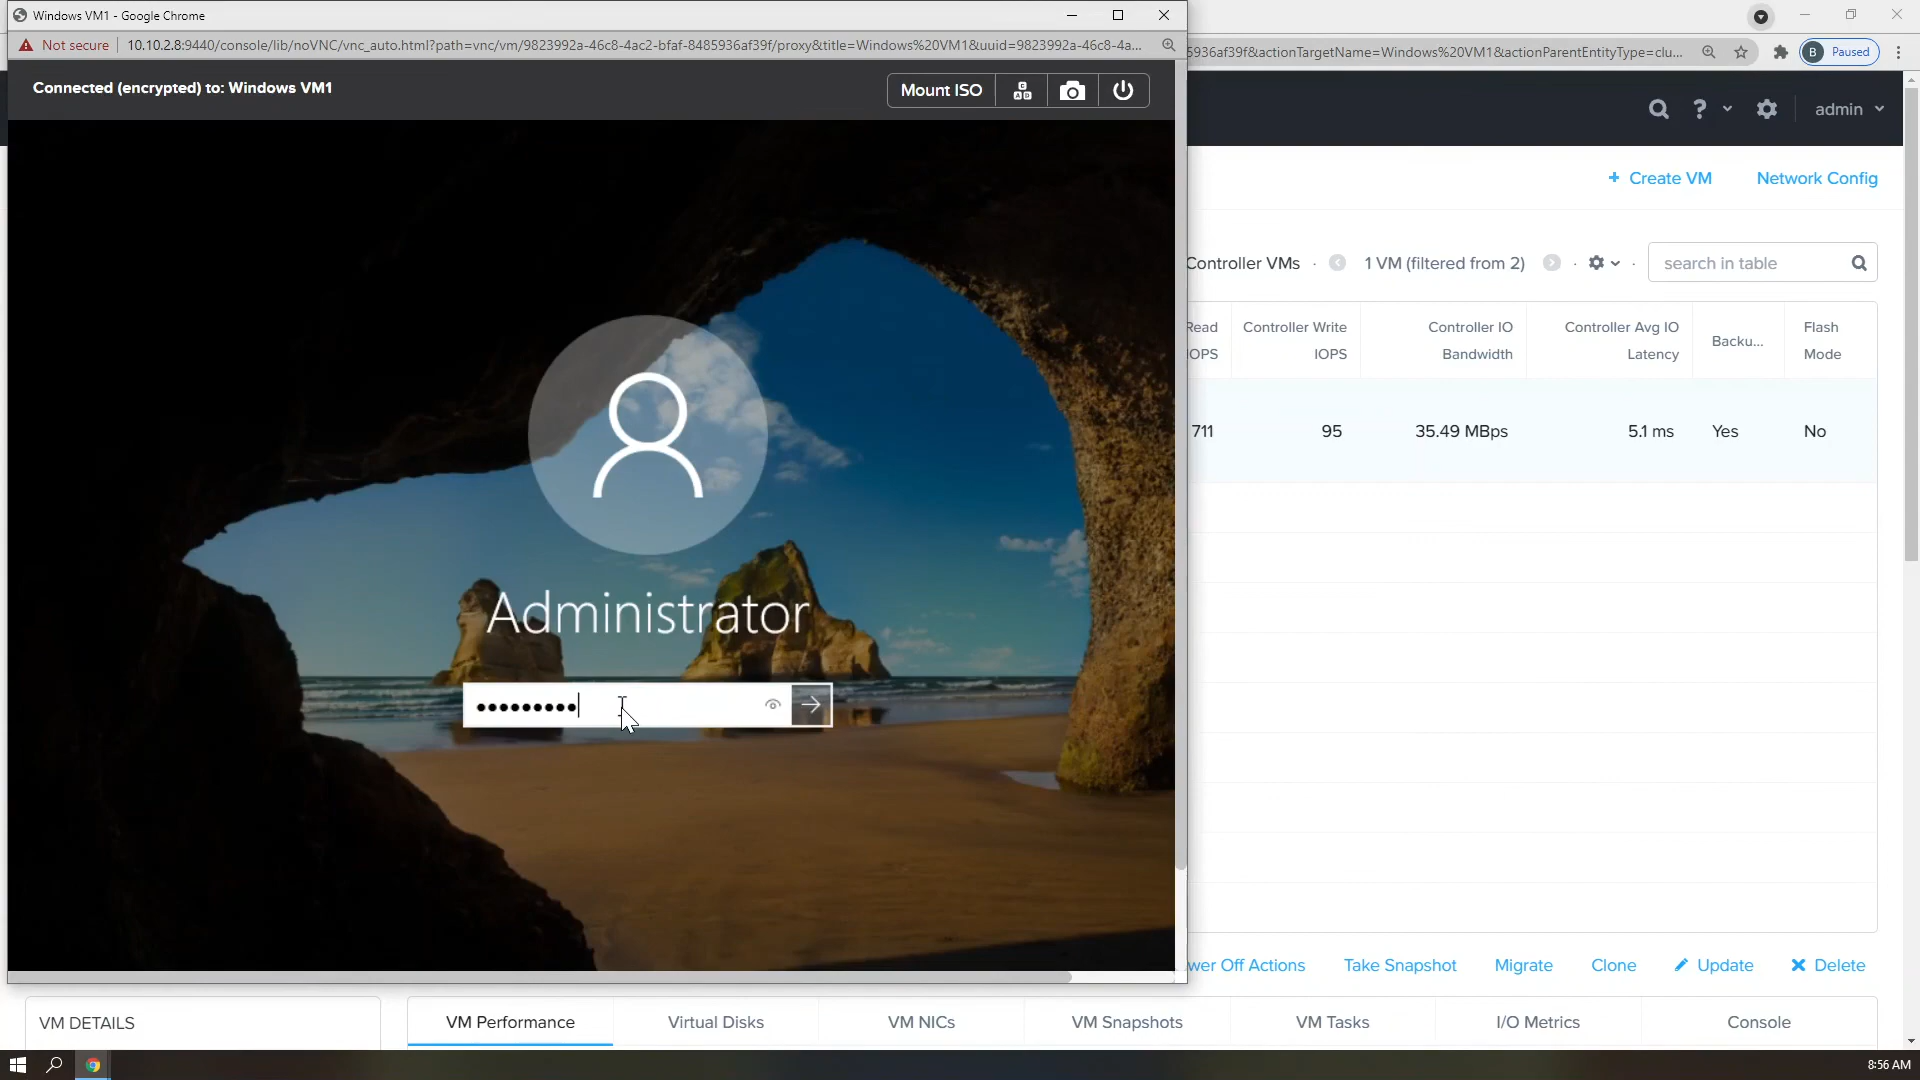 Windows VM1 - Google Chrome
Not secure
10.10.2.8:9440/console/lib/noVNC/vnc_auto.html?path=vnc/vm/9823992a-46c8-4ac2-bfaf-8485936af39f/proxy&title=Windows%20VM1&uuid=9823992a-46c8-4a...
5936af39f&actionTargetName=Windows%20VM1&actionParentEntityType=clu...
B Paused
Connected (encrypted) to: Windows VM1
Mount ISO
?
admin
+ Create VM
Network Config
Controller VMs
1 VM (filtered from 2)
search in table
Read IOPS
Controller Write IOPS
Controller IO Bandwidth
Controller Avg IO Latency
Backu...
Flash Mode
711
95
35.49 MBps
5.1 ms
Yes
No
Administrator
•••••••••
wer Off Actions
Take Snapshot
Migrate
Clone
Update
Delete
VM DETAILS
VM Performance
Virtual Disks
VM NICs
VM Snapshots
VM Tasks
I/O Metrics
Console
8:56 AM